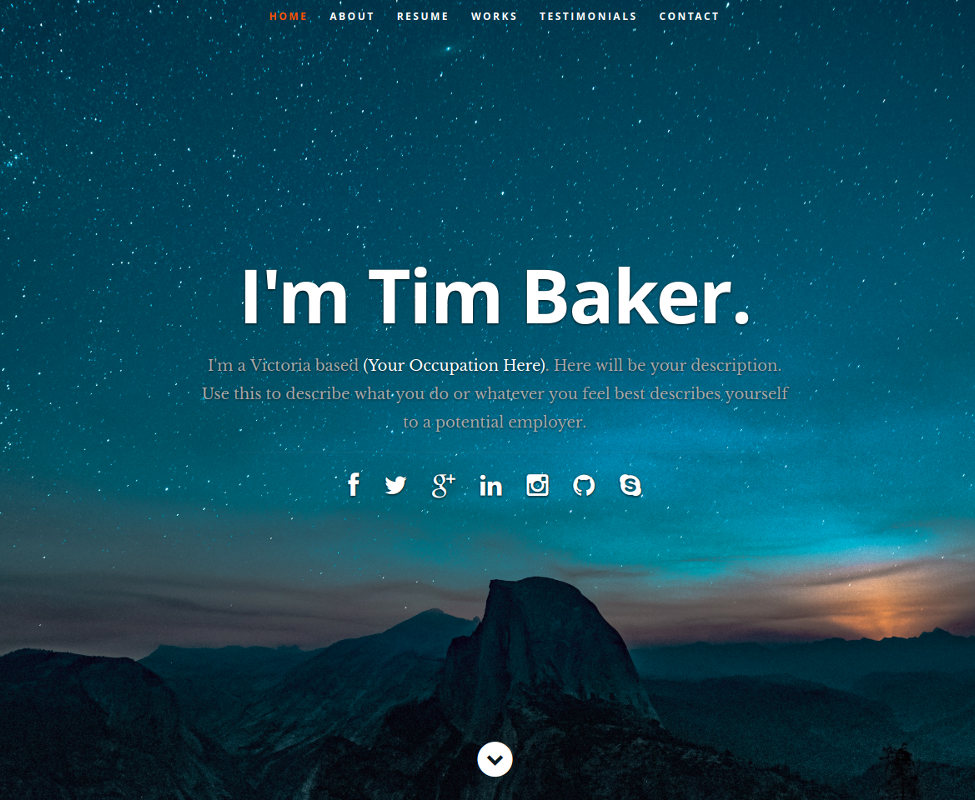 HOME ABOUT RESUME WORKS TESTIMONIALS CONTACT
I'm Tim Baker.
I'm a Victoria based (Your Occupation Here). Here will be your description.
Use this to describe what you do or whatever you feel best describes yourself
to a potential employer.